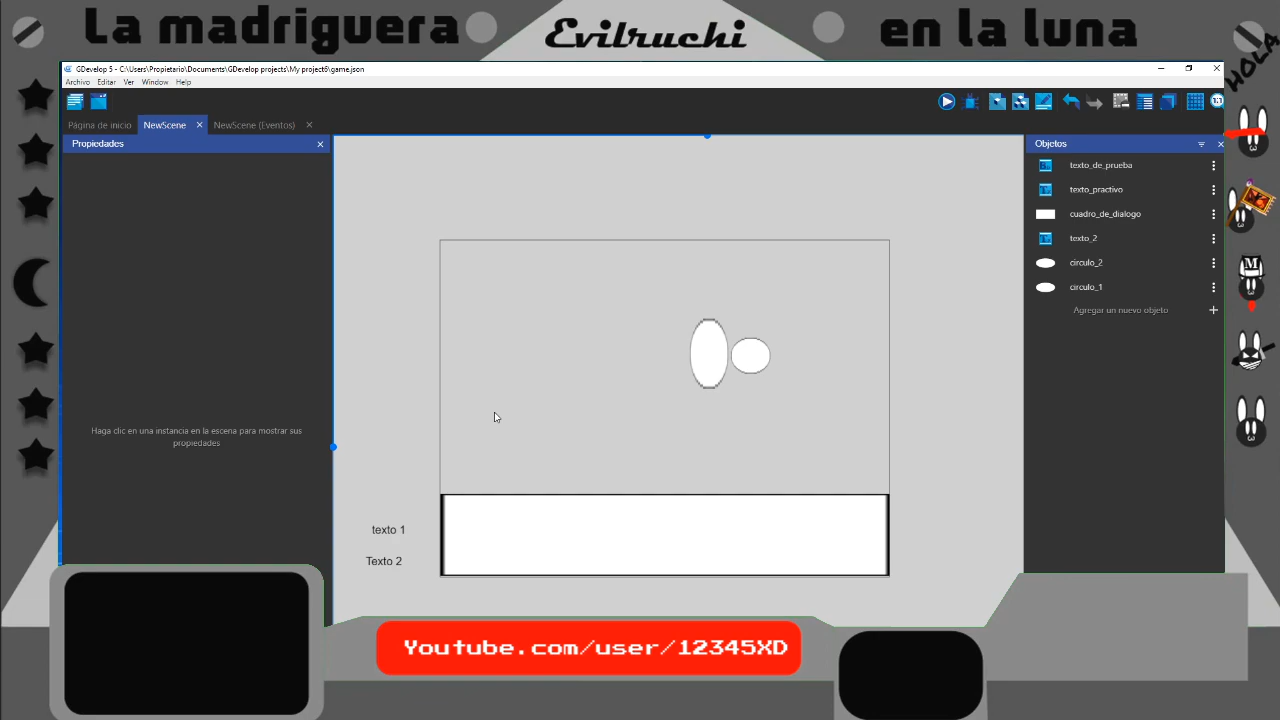 La madriguera
Evilruchi
en la luna
HOLA
GDevelop 5 - C:\Users\Propietario\Documents\GDevelop projects\My project6\game.json
Archivo Editar Ver Window Help
1:1
Página de inicio
NewScene
NewScene (Eventos)
Propiedades
Objetos
texto_de_prueba
texto_practivo
cuadro_de_dialogo
texto_2
circulo_2
circulo_1
Agregar un nuevo objeto
M
Haga clic en una instancia en la escena para mostrar sus
propiedades
texto 1
Texto 2
Youtube.com/user/12345XD